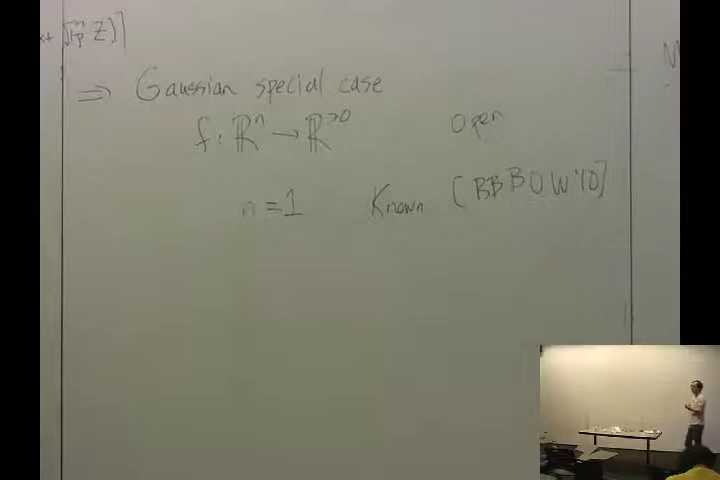 Z)]
⇒ Gaussian special case
f: ℝⁿ → ℝ^{≥0} Open
n = 1 Known [BBBOW'10]